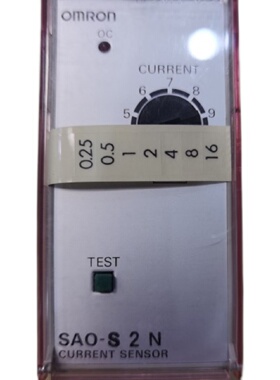 OMRON
OC
CURRENT
5 6 7 8 9
0.25 0.5 1 2 4 8 16
TEST
SAO-S 2 N
CURRENT SENSOR